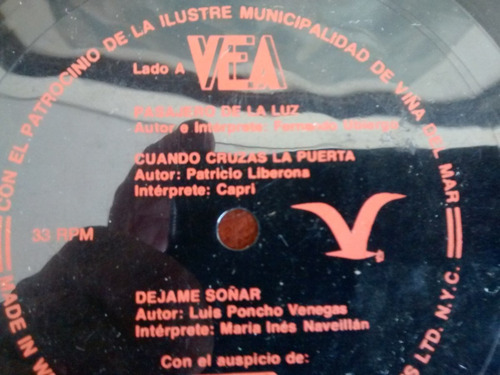 CON EL PATROCINIO DE LA ILUSTRE MUNICIPALIDAD DE VIÑA DEL MAR
Lado A VEA
PASAJERO DE LA LUZ
Autor e Intérprete: Fernando Ubiergo
CUANDO CRUZAS LA PUERTA
Autor: Patricio Liberona
Intérprete: Capri
33 RPM
DEJAME SOÑAR
Autor: Luis Poncho Venegas
Intérprete: María Inés Naveillán
Con el auspicio de:
MADE IN
LTD. N.Y.C.